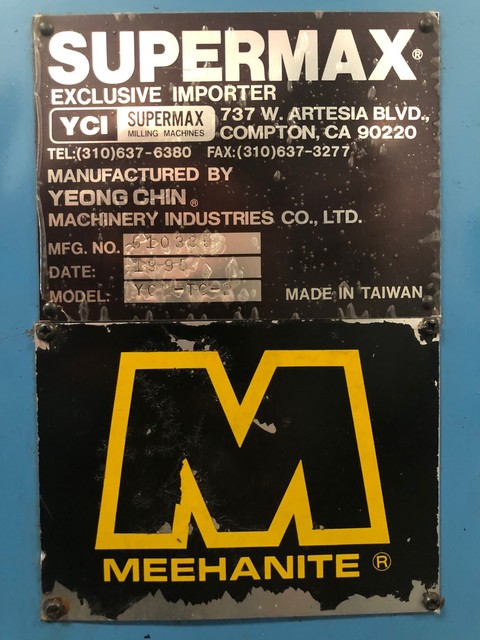 SUPERMAX®
EXCLUSIVE IMPORTER
YCI SUPERMAX MILLING MACHINES
737 W. ARTESIA BLVD.,
COMPTON, CA 90220
TEL:(310)637-6380 FAX:(310)637-3277
MANUFACTURED BY
YEONG CHIN®
MACHINERY INDUSTRIES CO., LTD.
MFG. NO.
DATE:
MODEL:
MADE IN TAIWAN
M
MEEHANITE ®